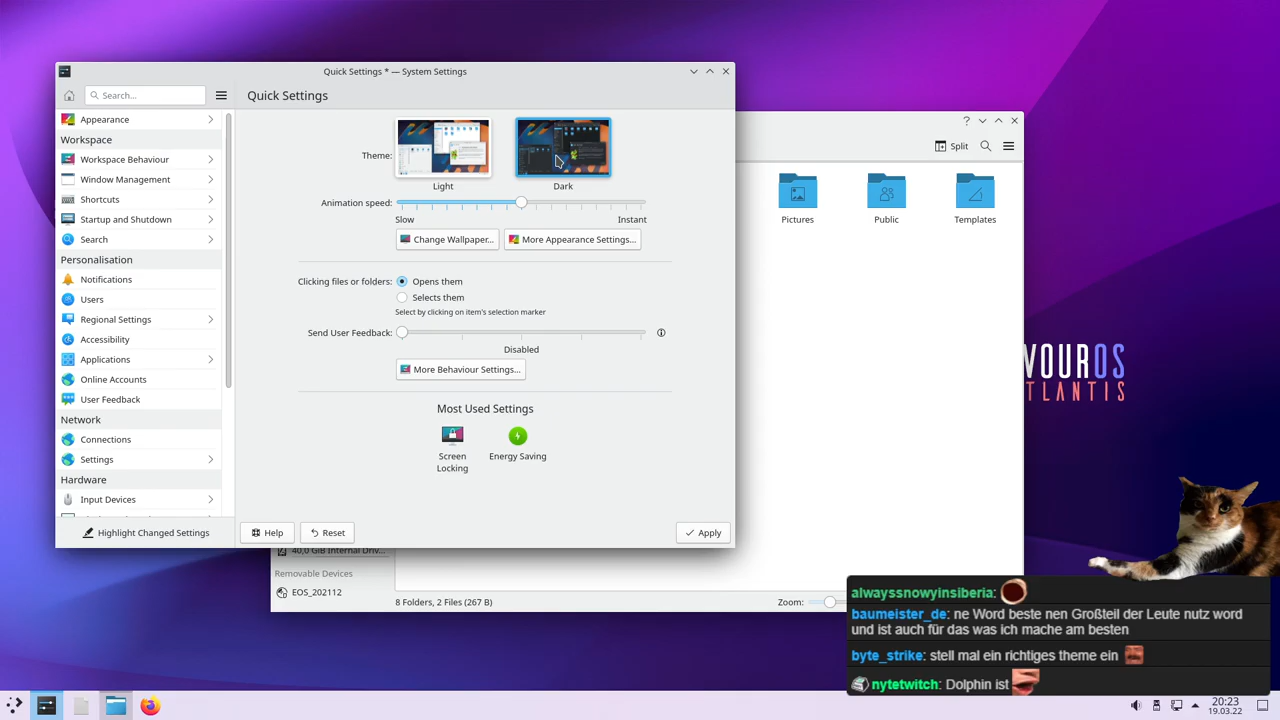 Quick Settings * — System Settings
Search...
Quick Settings
Appearance
Workspace
Workspace Behaviour
Window Management
Shortcuts
Startup and Shutdown
Search
Personalisation
Notifications
Users
Regional Settings
Accessibility
Applications
Online Accounts
User Feedback
Network
Connections
Settings
Hardware
Input Devices
Highlight Changed Settings
Theme:
Light
Dark
Animation speed:
Slow
Instant
Change Wallpaper...
More Appearance Settings...
Clicking files or folders:
Opens them
Selects them
Select by clicking on item's selection marker
Send User Feedback:
Disabled
More Behaviour Settings...
Most Used Settings
Screen
Locking
Energy Saving
Help
Reset
Apply
Split
Pictures
Public
Templates
VOUROS
TLANTIS
40,0 GiB Internal Driv...
Removable Devices
EOS_202112
8 Folders, 2 Files (267 B)
Zoom:
alwayssnowyinsiberia:
baumeister_de: ne Word beste nen Großteil der Leute nutz word
und ist auch für das was ich mache am besten
byte_strike: stell mal ein richtiges theme ein
nytetwitch: Dolphin ist
20:23
19.03.22